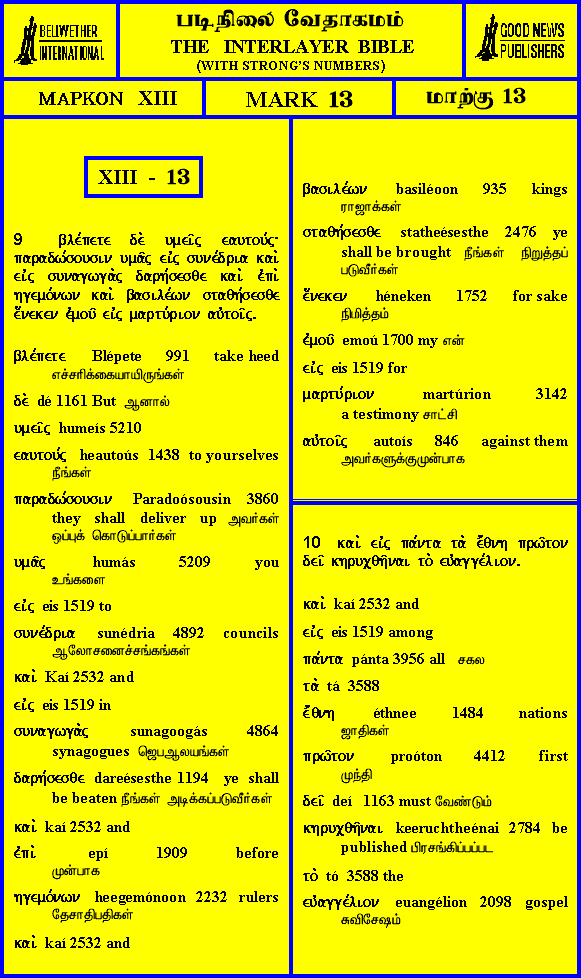 BELLWETHER
INTERNATIONAL
படிநிலை வேதாகமம்
THE INTERLAYER BIBLE
(WITH STRONG'S NUMBERS)
GOOD NEWS
PUBLISHERS
ΜΑΡΚΟΝ XIII
MARK 13
மாற்கு 13
XIII - 13
9 βλέπετε δὲ υμεῖς εαυτούς·
παραδώσουσιν υμᾶς εἰς συνέδρια καὶ
εἰς συναγωγὰς δαρήσεσθε καὶ ἐπὶ
ηγεμόνων καὶ βασιλέων σταθήσεσθε
ἕνεκεν ἐμοῦ εἰς μαρτύριον αὐτοῖς.
βλέπετε Blépete 991 take heed
எச்சரிக்கையாயிருங்கள்
δὲ dé 1161 But ஆனால்
υμεῖς humeís 5210
εαυτούς heautoús 1438 to yourselves
நீங்கள்
παραδώσουσιν Paradoósousin 3860
they shall deliver up அவர்கள்
ஒப்புக் கொடுப்பார்கள்
υμᾶς humás 5209 you
உங்களை
εἰς eis 1519 to
συνέδρια sunédria 4892 councils
ஆலோசனைச்சங்கங்கள்
καὶ Kaí 2532 and
εἰς eis 1519 in
συναγωγὰς sunagoogás 4864
synagogues ஜெபஆலயங்கள்
δαρήσεσθε dareésesthe 1194 ye shall
be beaten நீங்கள் அடிக்கப்படுவீர்கள்
καὶ kaí 2532 and
ἐπὶ epí 1909 before
முன்பாக
ηγεμόνων heegemónoon 2232 rulers
தேசாதிபதிகள்
καὶ kaí 2532 and
βασιλέων basiléoon 935 kings
ராஜாக்கள்
σταθήσεσθε statheésesthe 2476 ye
shall be brought நீங்கள் நிறுத்தப்
படுவீர்கள்
ἕνεκεν héneken 1752 for sake
நிமித்தம்
ἐμοῦ emoú 1700 my என்
εἰς eis 1519 for
μαρτύριον martúrion 3142
a testimony சாட்சி
αὐτοῖς autoís 846 against them
அவர்களுக்குமுன்பாக
10 καὶ εἰς πάντα τὰ ἔθνη πρῶτον
δεῖ κηρυχθῆναι τὸ εὐαγγέλιον.
καὶ kaí 2532 and
εἰς eis 1519 among
πάντα pánta 3956 all சகல
τὰ tá 3588
ἔθνη éthnee 1484 nations
ஜாதிகள்
πρῶτον proóton 4412 first
முந்தி
δεῖ deí 1163 must வேண்டும்
κηρυχθῆναι keeruchtheénai 2784 be
published பிரசங்கிப்பப்பட
τὸ tó 3588 the
εὐαγγέλιον euangélion 2098 gospel
சுவிசேஷம்